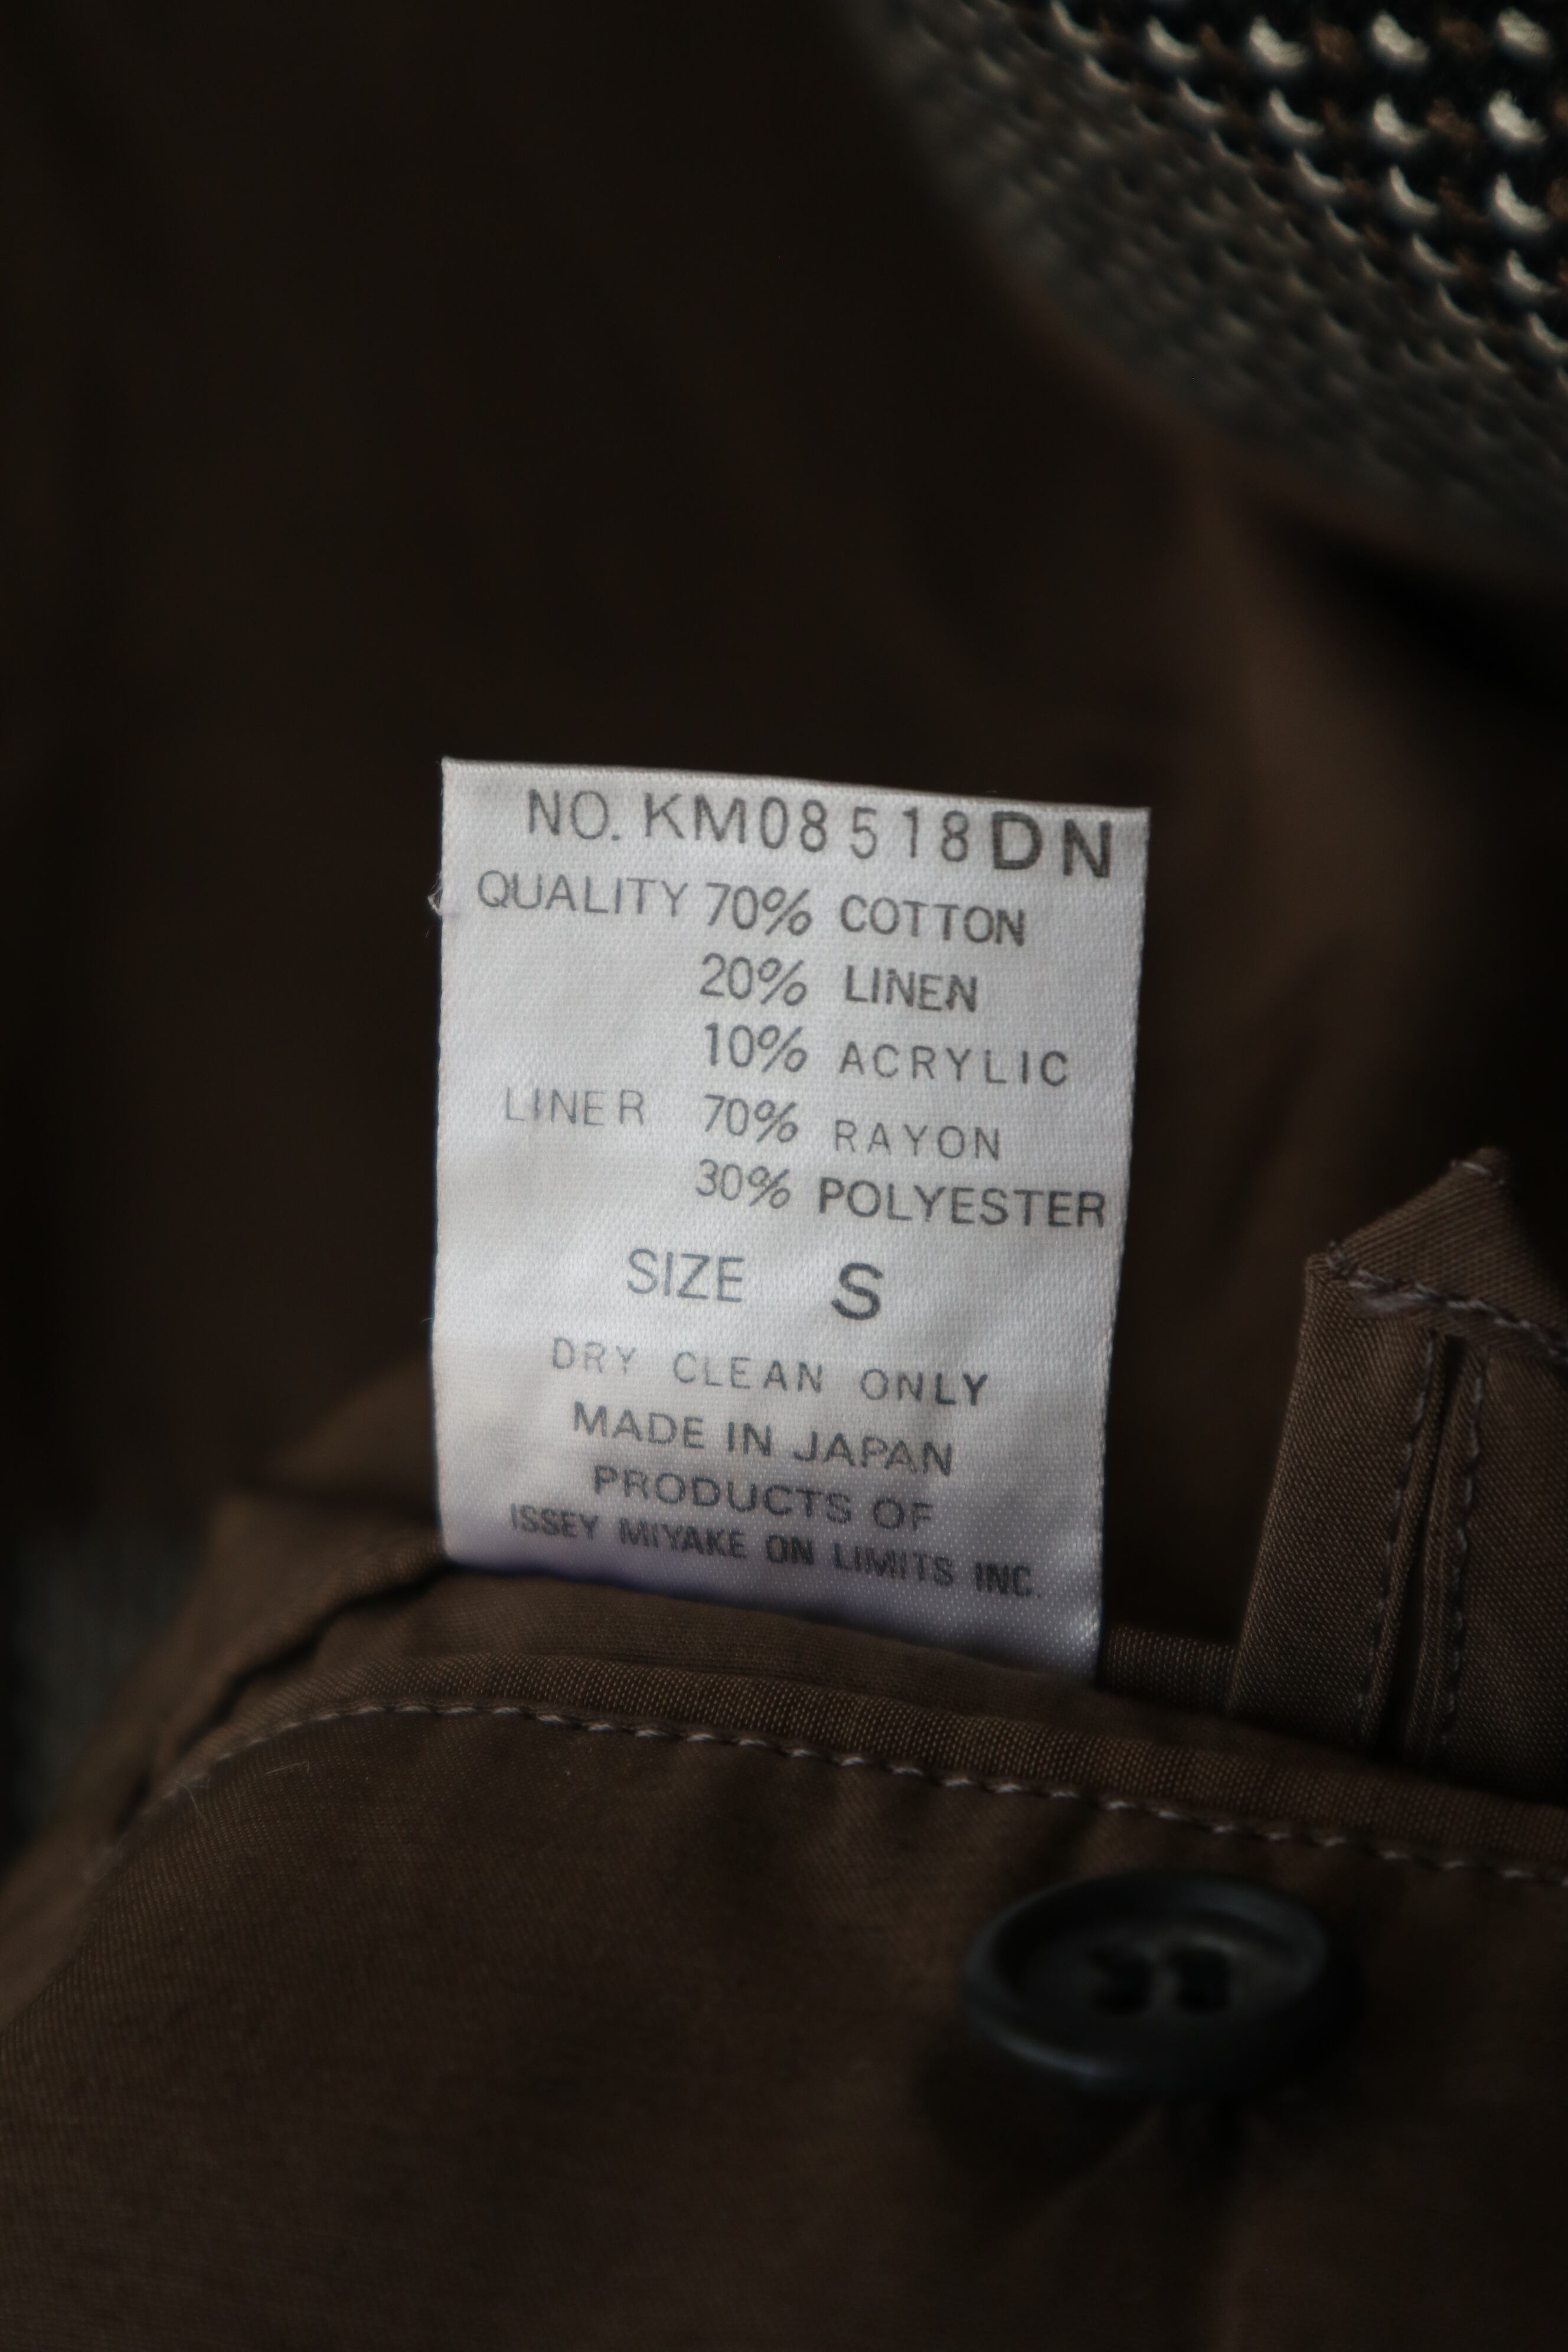 NO. KM08518DN
QUALITY 70% COTTON
20% LINEN
10% ACRYLIC
LINER 70% RAYON
30% POLYESTER
SIZE S
DRY CLEAN ONLY
MADE IN JAPAN
PRODUCTS OF
ISSEY MIYAKE ON LIMITS INC.